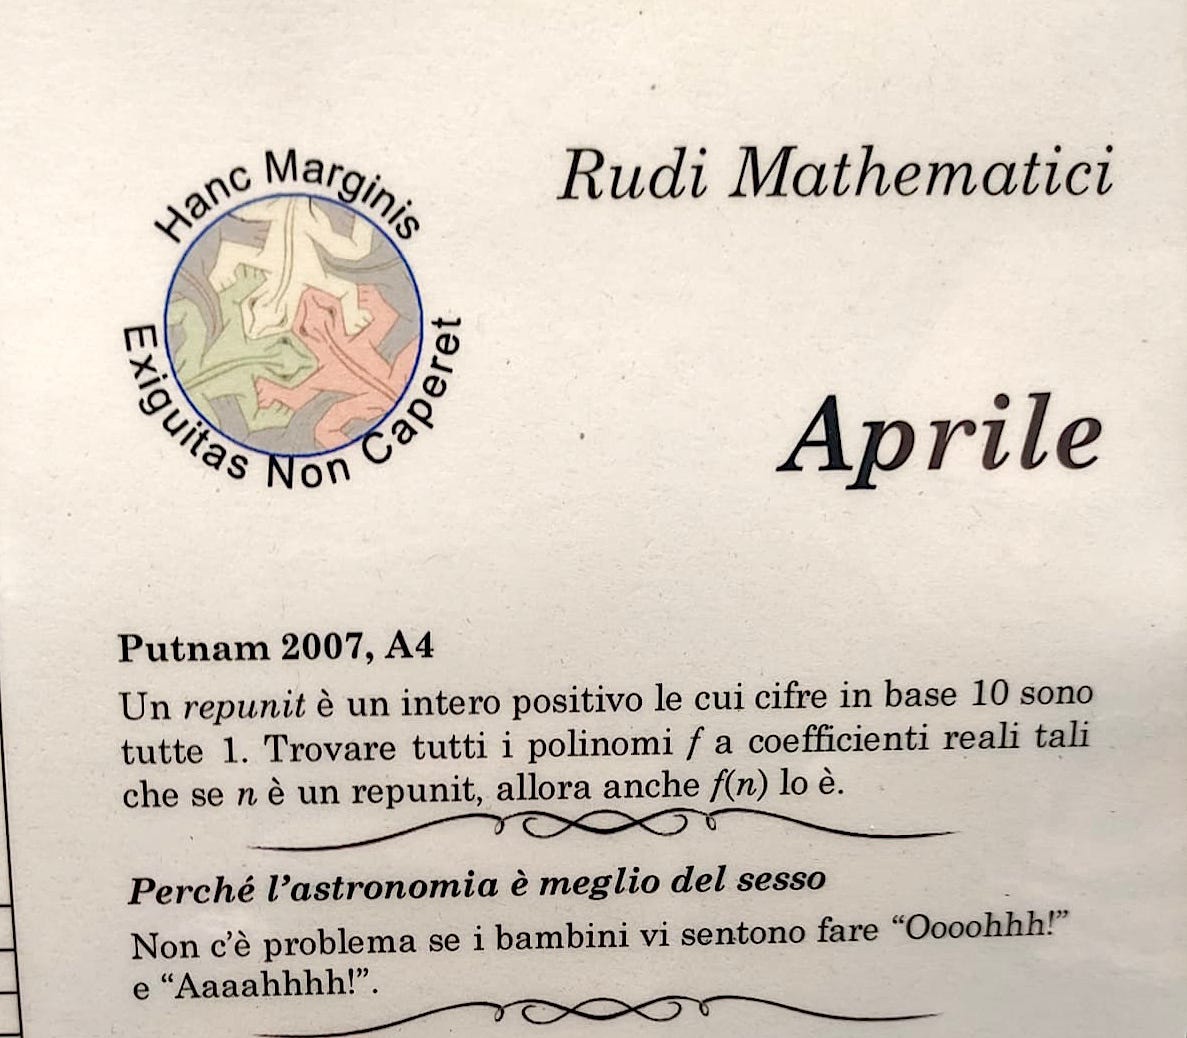 Hanc Marginis
Exiguitas Non Caperet
Rudi Mathematici
Aprile
Putnam 2007, A4
Un repunit è un intero positivo le cui cifre in base 10 sono
tutte 1. Trovare tutti i polinomi f a coefficienti reali tali
che se n è un repunit, allora anche f(n) lo è.
Perché l'astronomia è meglio del sesso
Non c'è problema se i bambini vi sentono fare “Oooohhh!”
e “Aaaahhhh!”.